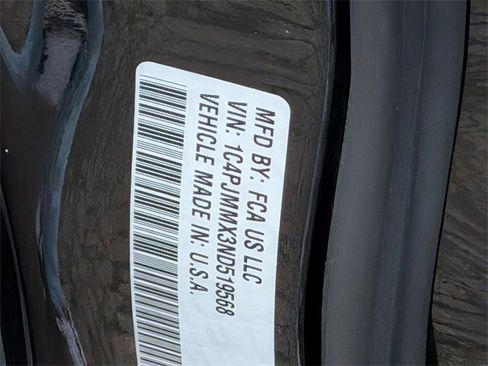 MFD BY: FCA US LLC
VIN: 1C4PJMMX3ND519568
VEHICLE MADE IN: U.S.A.